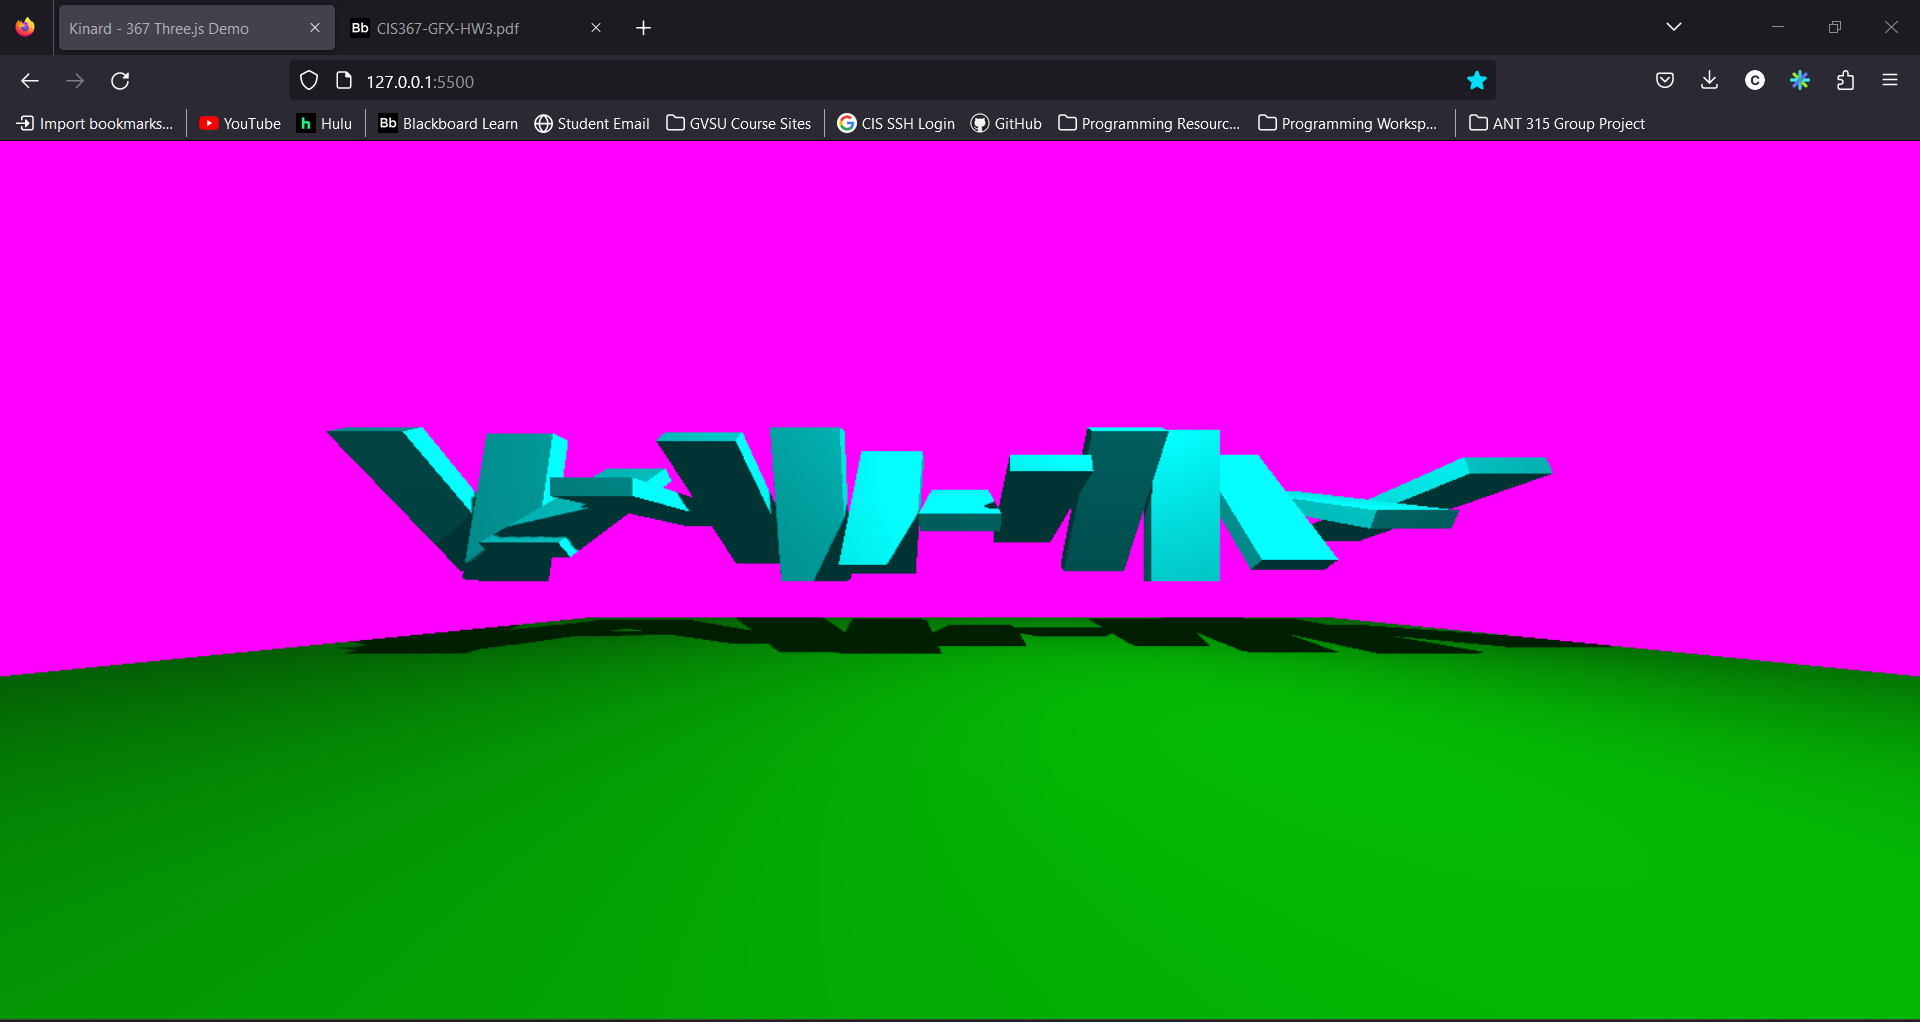 Kinard - 367 Three.js Demo
Bb CIS367-GFX-HW3.pdf
127.0.0.1:5500
C
Import bookmarks... YouTube h Hulu Bb Blackboard Learn Student Email GVSU Course Sites G CIS SSH Login GitHub Programming Resourc... Programming Worksp... ANT 315 Group Project